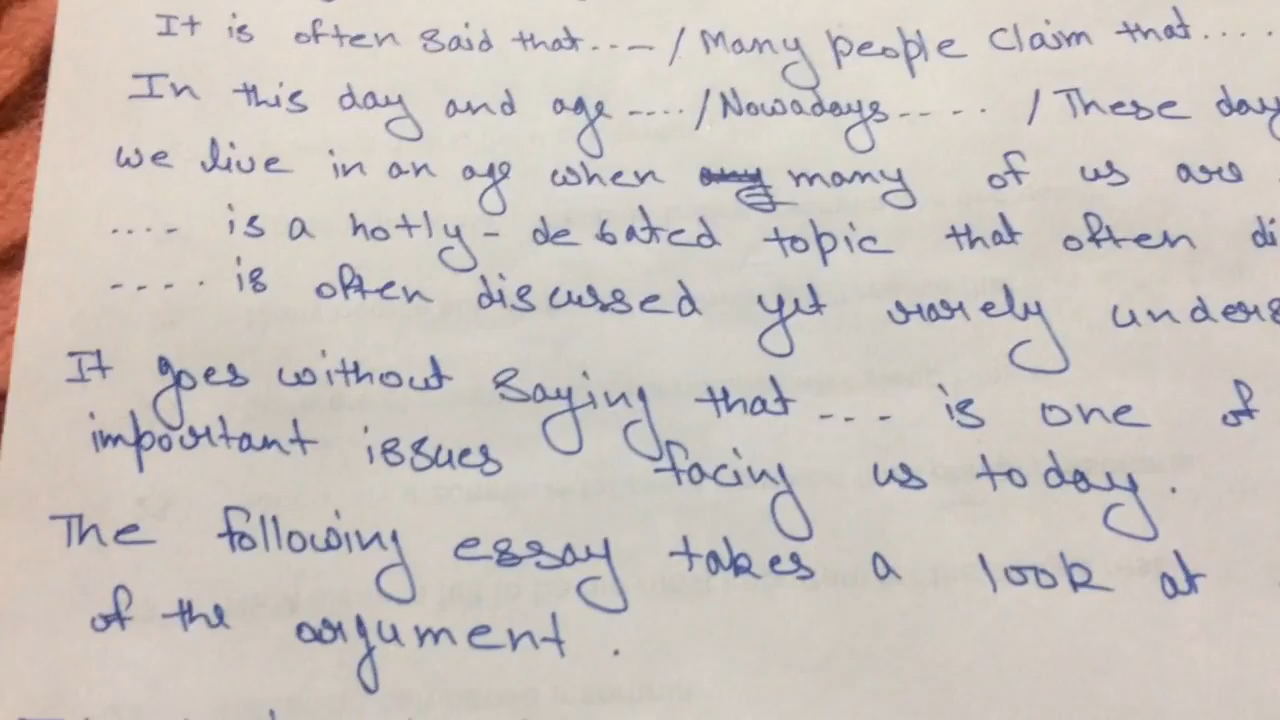 It is often said that...- / Many people claim that....
In this day and age .... / Nowadays.... . / These day
we live in an age when many of us are
.... is a hotly-debated topic that often di
.... is often discussed yet rarely unders
It goes without saying that ... is one of
important issues facing us today.
The following essay takes a look at
of the argument.